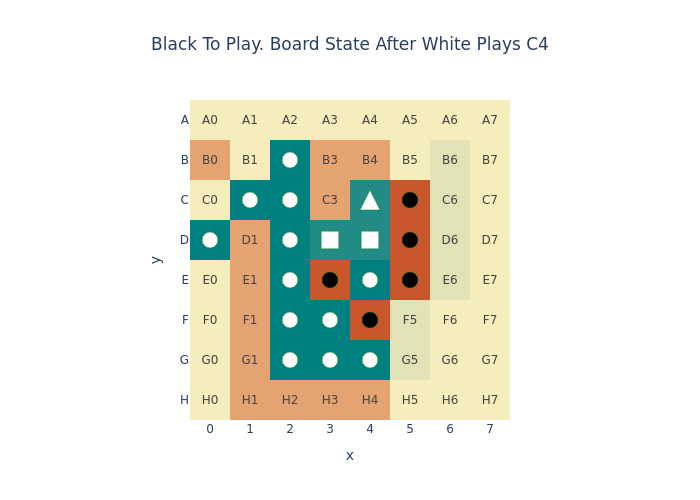 Black To Play. Board State After White Plays C4
A A0 A1 A2 A3 A4 A5 A6 A7
B B0 B1 B3 B4 B5 B6 B7
C C0 C3 C6 C7
D D1 D6 D7
E E0 E1 E6 E7
F F0 F1 F5 F6 F7
G G0 G1 G5 G6 G7
H H0 H1 H2 H3 H4 H5 H6 H7
0 1 2 3 4 5 6 7
x
y